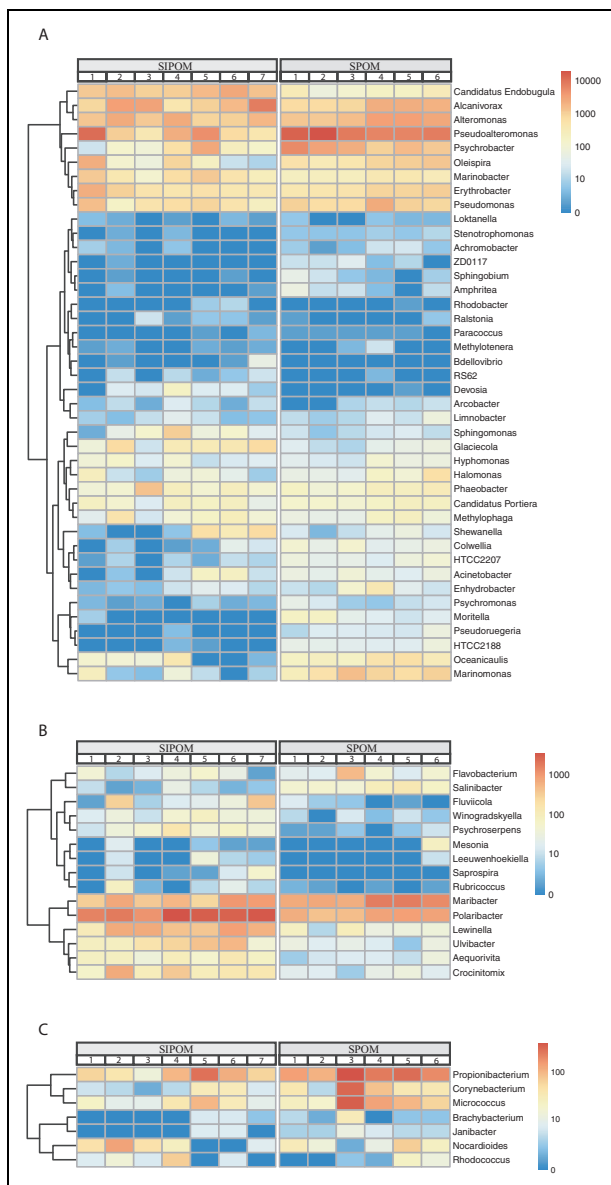 A
SIPOM SPOM
1 2 3 4 5 6 7 1 2 3 4 5 6
Candidatus Endobugula
Alcanivorax
Alteromonas
Pseudoalteromonas
Psychrobacter
Oleispira
Marinobacter
Erythrobacter
Pseudomonas
Loktanella
Stenotrophomonas
Achromobacter
ZD0117
Sphingobium
Amphritea
Rhodobacter
Ralstonia
Paracoccus
Methylotenera
Bdellovibrio
RS62
Devosia
Arcobacter
Limnobacter
Sphingomonas
Glaciecola
Hyphomonas
Halomonas
Phaeobacter
Candidatus Portiera
Methylophaga
Shewanella
Colwellia
HTCC2207
Acinetobacter
Enhydrobacter
Psychromonas
Moritella
Pseudoruegeria
HTCC2188
Oceanicaulis
Marinomonas
10000
1000
100
10
0
B
SIPOM SPOM
1 2 3 4 5 6 7 1 2 3 4 5 6
Flavobacterium
Salinibacter
Fluviicola
Winogradskyella
Psychroserpens
Mesonia
Leeuwenhoekiella
Saprospira
Rubricoccus
Maribacter
Polaribacter
Lewinella
Ulvibacter
Aequorivita
Crocinitomix
1000
100
10
0
C
SIPOM SPOM
1 2 3 4 5 6 7 1 2 3 4 5 6
Propionibacterium
Corynebacterium
Micrococcus
Brachybacterium
Janibacter
Nocardioides
Rhodococcus
100
10
0